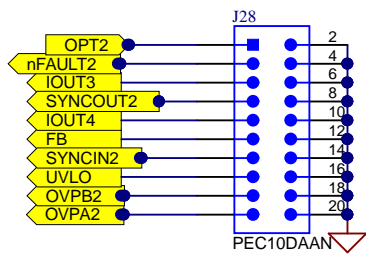 J28
OPT2 2
nFAULT2 4
IOUT3 6
SYNCOUT2 8
IOUT4 10
FB 12
SYNCIN2 14
UVLO 16
OVPB2 18
OVPA2 20
PEC10DAAN